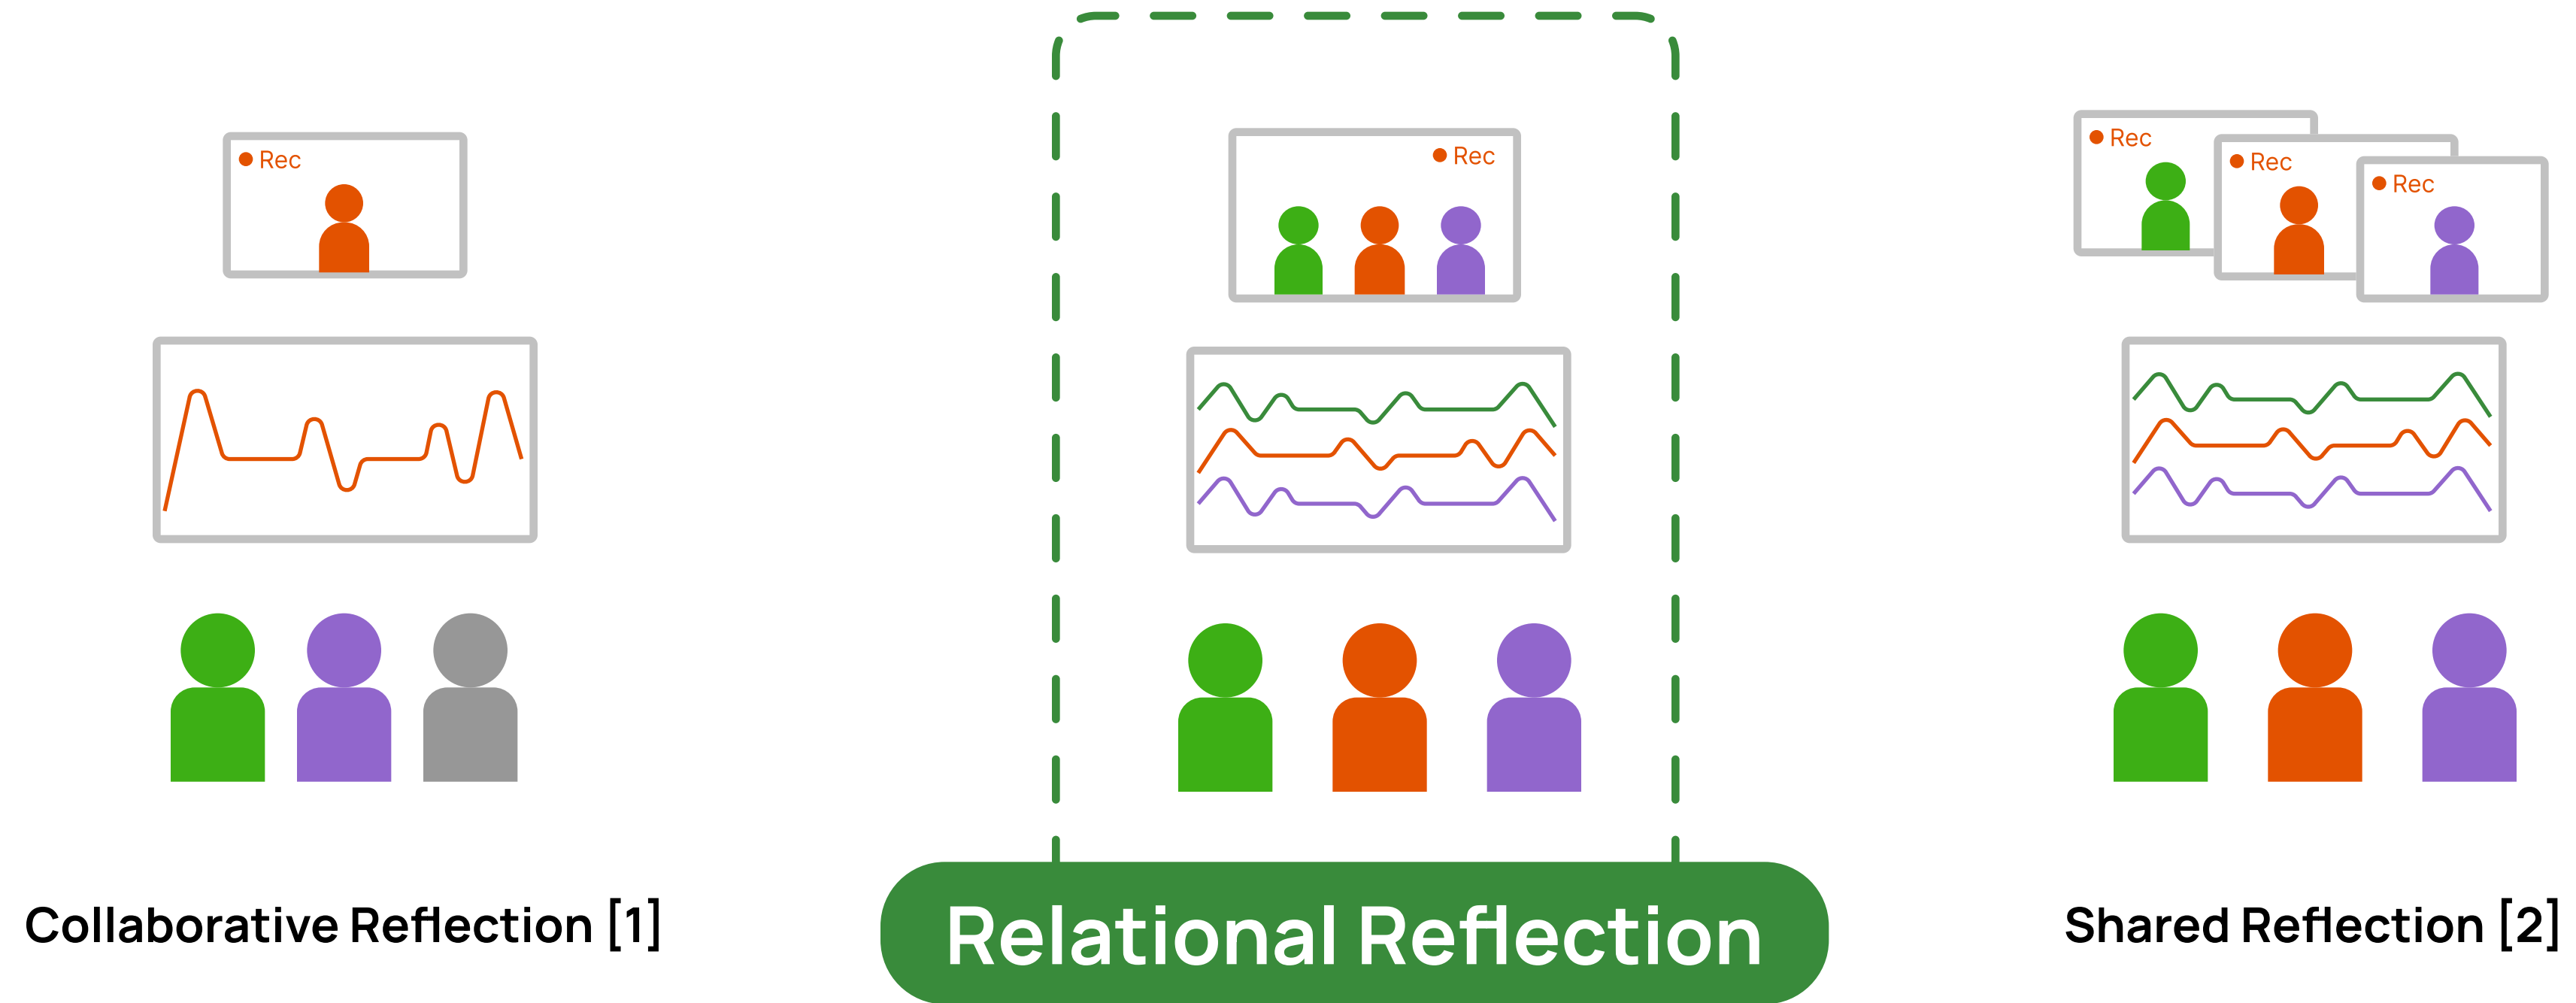 Rec
Rec
Rec
Rec
Rec
Collaborative Reflection [1]
Relational Reflection
Shared Reflection [2]